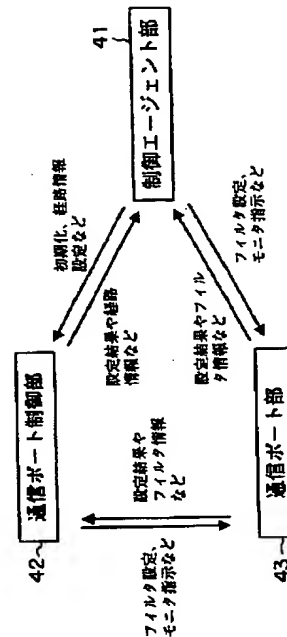 41
制御エージェント部
初期化、経路情報
設定など
設定結果や経路
情報など
フィルタ設定、
モニタ指示など
設定結果やフィル
タ情報など
42
通信ポート制御部
設定結果や
フィルタ情報
など
フィルタ設定、
モニタ指示など
43
通信ポート部